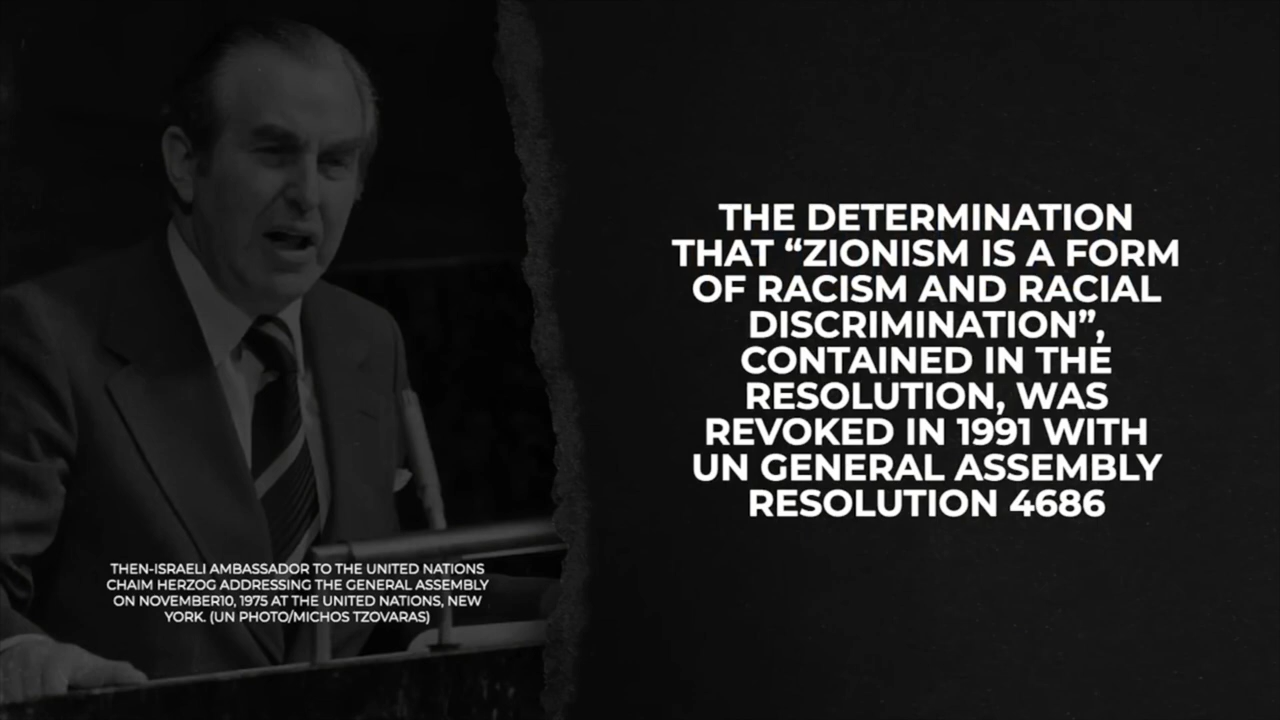 THE DETERMINATION
THAT “ZIONISM IS A FORM
OF RACISM AND RACIAL
DISCRIMINATION”,
CONTAINED IN THE
RESOLUTION, WAS
REVOKED IN 1991 WITH
UN GENERAL ASSEMBLY
RESOLUTION 4686
THEN-ISRAELI AMBASSADOR TO THE UNITED NATIONS
CHAIM HERZOG ADDRESSING THE GENERAL ASSEMBLY
ON NOVEMBER10, 1975 AT THE UNITED NATIONS, NEW
YORK. (UN PHOTO/MICHOS TZOVARAS)